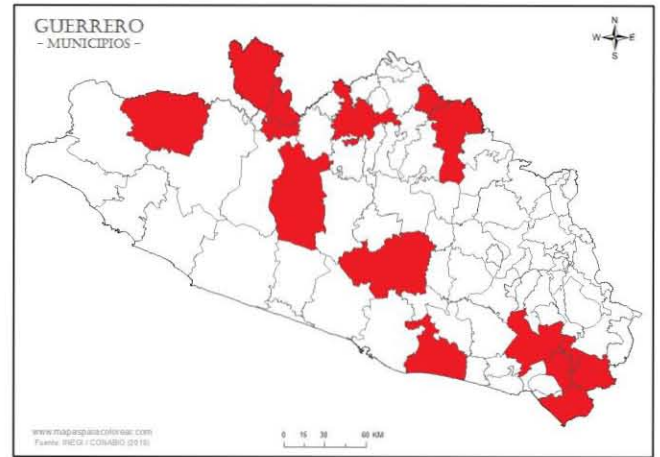 GUERRERO
- MUNICIPIOS -
N
W E
S
www.mapasparacolorear.com
Fuente: INEGI / CONABIO (2010)
0 15 30 60 KM